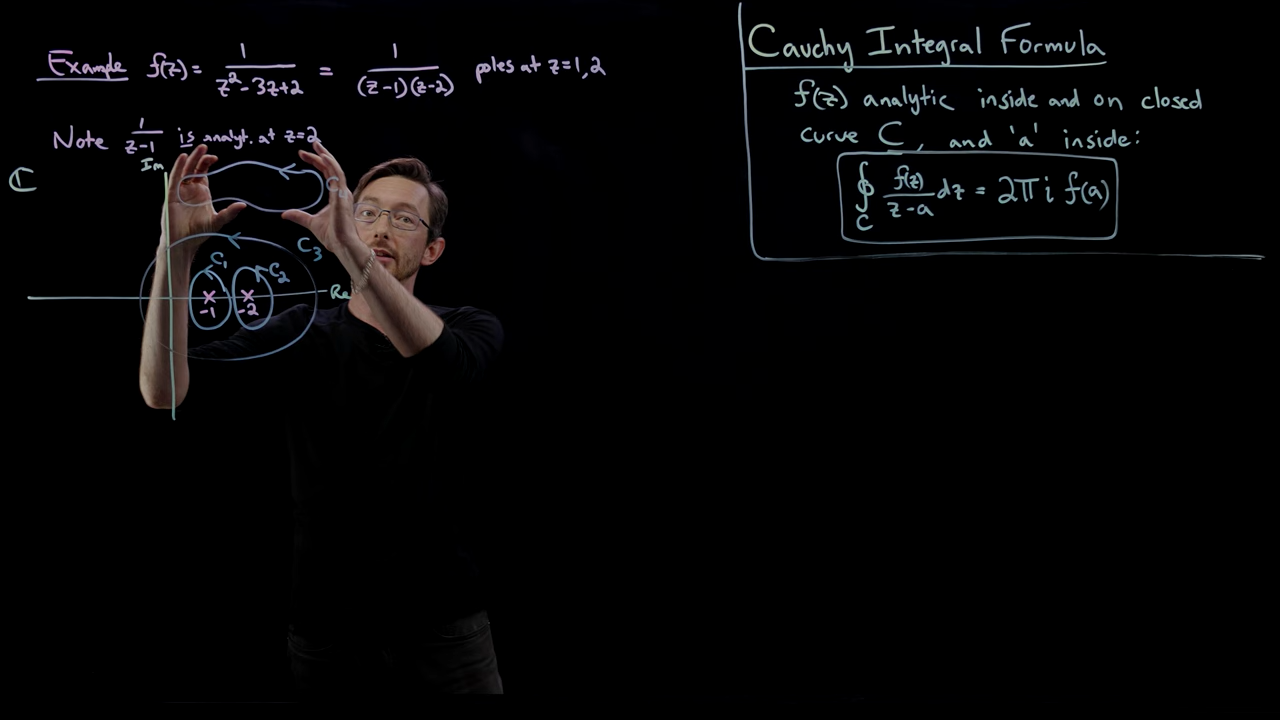 Example f(z) = 1 / z² - 3z + 2 = 1 / (z-1)(z-2) poles at z=1,2
Note 1 / z-1 is analyt. at z=2
ℂ
Im
C₃
C₁
C₂
Re
-1
-2
Cauchy Integral Formula
f(z) analytic inside and on closed
curve C, and 'a' inside:
∮_C f(z) / z-a dz = 2πi f(a)